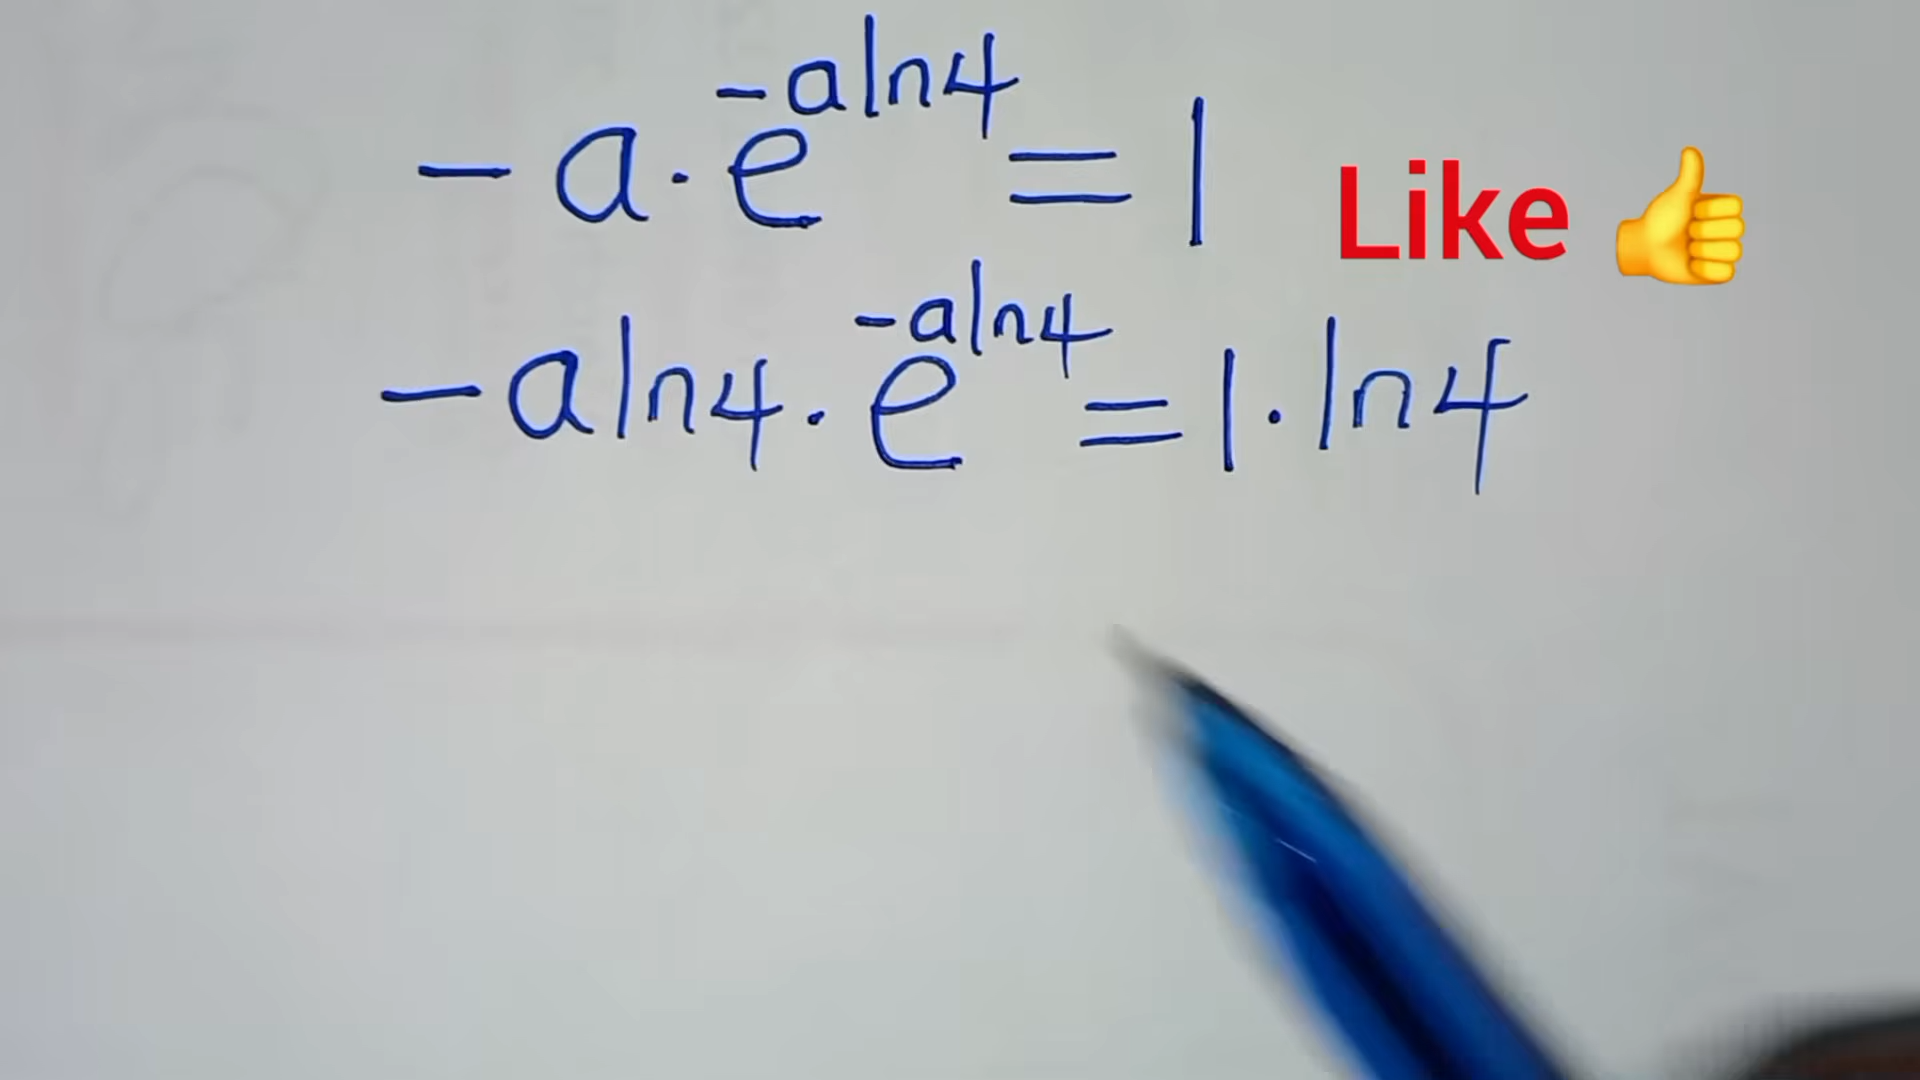 -a·e^-aln4 = 1
Like 👍
-aln4·e^-aln4 = 1·ln4